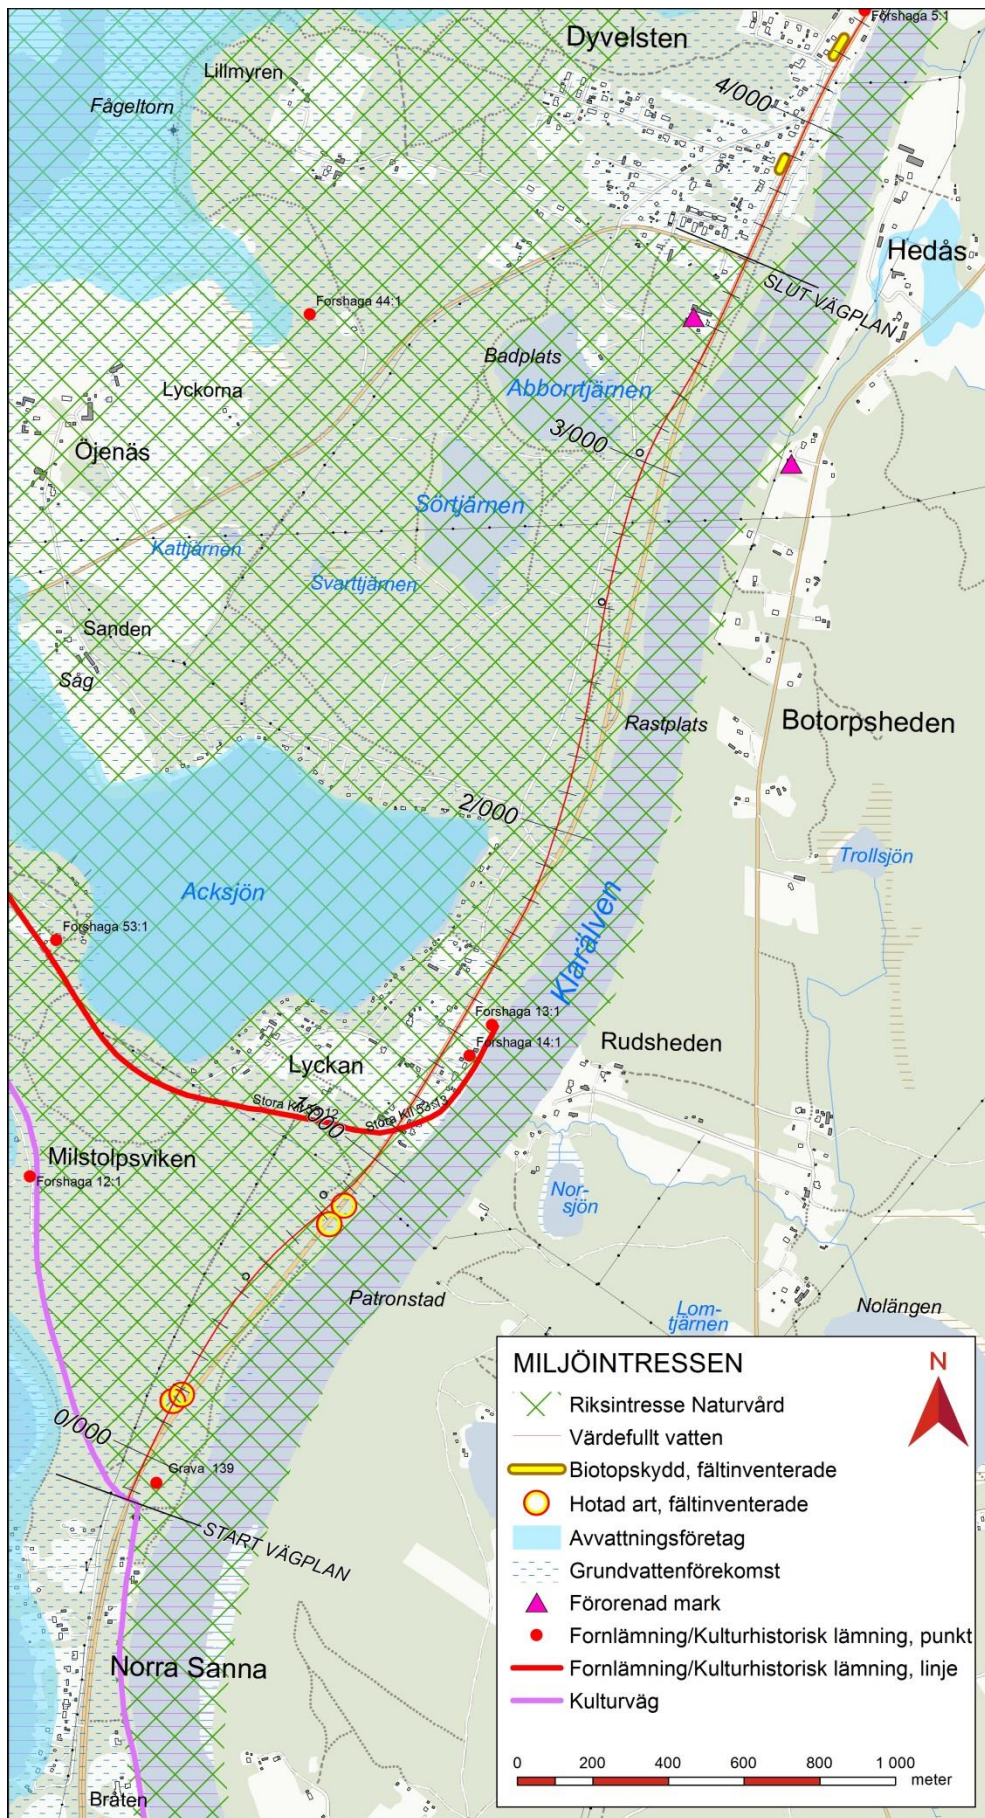 Forshaga 5:1
Dyvelsten
Lillmyren
4/000
Fågeltorn
Hedås
SLUT VÄGPLAN
Forshaga 44:1
Badplats
Abborrtjärnen
Lyckorna
3/000
Öjenäs
Sörtjärnen
Kattjärnen
Svarttjärnen
Sanden
Såg
Rastplats
Botorpsheden
2/000
Trollsjön
Acksjön
Klarälven
Forshaga 53:1
Forshaga 13:1
Forshaga 14:1
Rudsheden
Lyckan
1/000
Milstolpsviken
Forshaga 12:1
Nor-
sjön
Patronstad
Nolängen
Lom-
tjärnen
0/000
Grava 139
START VÄGPLAN
Norra Sanna
Bråten
MILJÖINTRESSEN
N
Riksintresse Naturvård
Värdefullt vatten
Biotopskydd, fältinventerade
Hotad art, fältinventerade
Avvattningsföretag
Grundvattenförekomst
Förorenad mark
Fornlämning/Kulturhistorisk lämning, punkt
Fornlämning/Kulturhistorisk lämning, linje
Kulturväg
0 200 400 600 800 1 000
meter